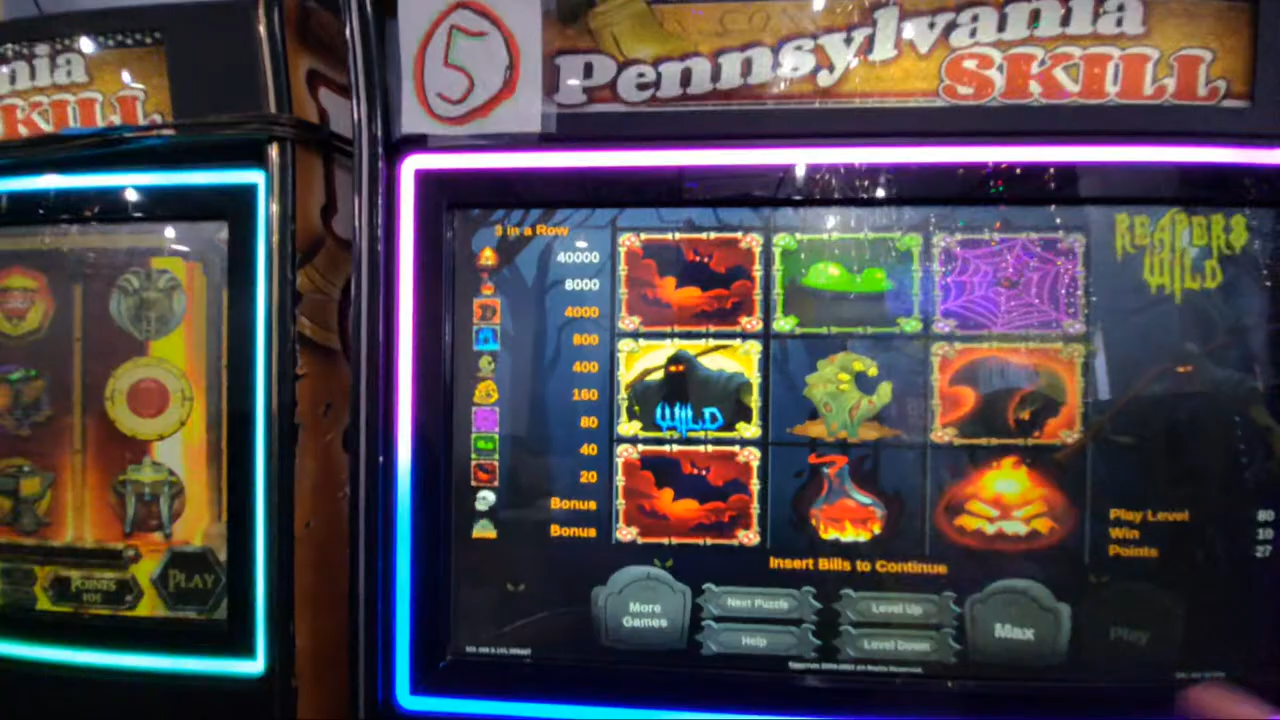 nia
KILL
5
Pennsylvania
SKILL
3 in a Row
40000
8000
4000
800
400
160
80
40
20
Bonus
Bonus
REAPERS
WILD
WILD
Play Level 80
Win 10
Points 27
Insert Bills to Continue
More
Games
Next Puzzle
Help
Level Up
Level Down
Max
Play
POINTS
PLAY